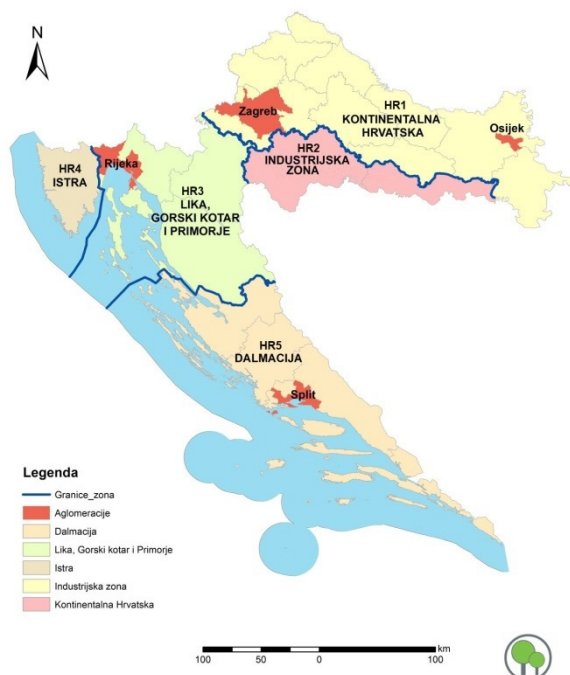 N
Zagreb
HR1
KONTINENTALNA
HRVATSKA
Osijek
HR2
INDUSTRIJSKA
ZONA
Rijeka
HR4
ISTRA
HR3
LIKA,
GORSKI KOTAR
I PRIMORJE
HR5
DALMACIJA
Split
Legenda
Granice_zona
Aglomeracije
Dalmacija
Lika, Gorski kotar i Primorje
Istra
Industrijska zona
Kontinentalna Hrvatska
km
100 50 0 100